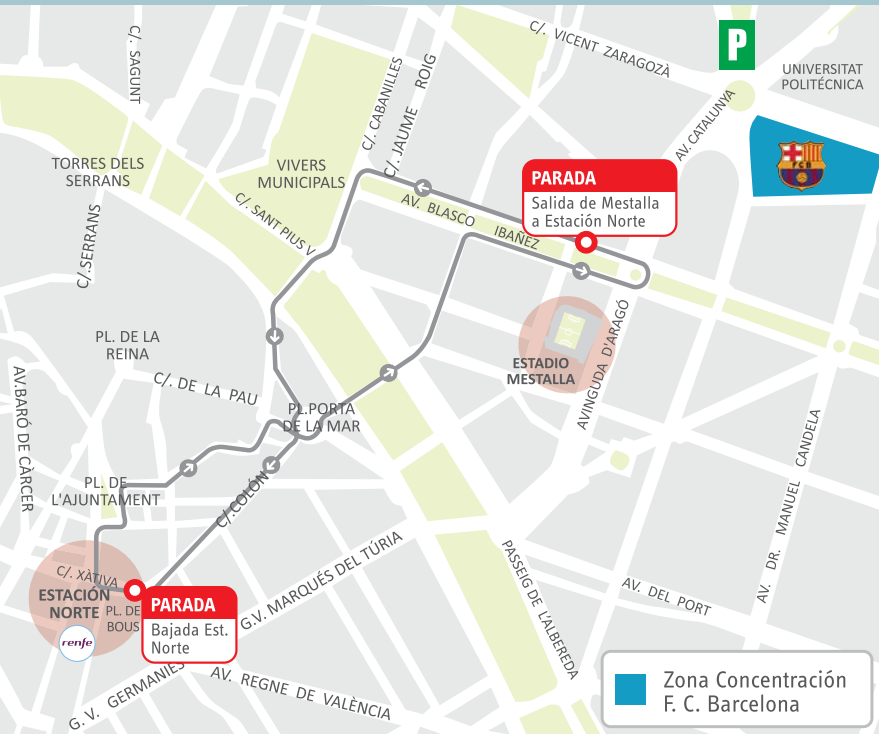 C/. SAGUNT
C/. CABANILLES
C/. JAUME ROIG
C/. VICENT ZARAGOZÀ
P
UNIVERSITAT
POLITÉCNICA
AV. CATALUNYA
FCB
TORRES DELS
SERRANS
VIVERS
MUNICIPALS
PARADA
Salida de Mestalla
a Estación Norte
C/.SERRANS
C/. SANT PIUS V
AV. BLASCO IBAÑEZ
PL. DE LA
REINA
ESTADIO
MESTALLA
AVINGUDA D'ARAGÓ
AV.BARÓ DE CÀRCER
C/. DE LA PAU
PL.PORTA
DE LA MAR
PL. DE
L'AJUNTAMENT
C/.COLÓN
AV. DR. MANUEL CANDELA
G.V. MARQUÉS DEL TÚRIA
PASSEIG DE L'ALBEREDA
AV. DEL PORT
C/. XÀTIVA
ESTACIÓN
NORTE
PL. DE
BOUS
renfe
PARADA
Bajada Est.
Norte
G. V. GERMANIES
AV. REGNE DE VALÈNCIA
Zona Concentración
F. C. Barcelona